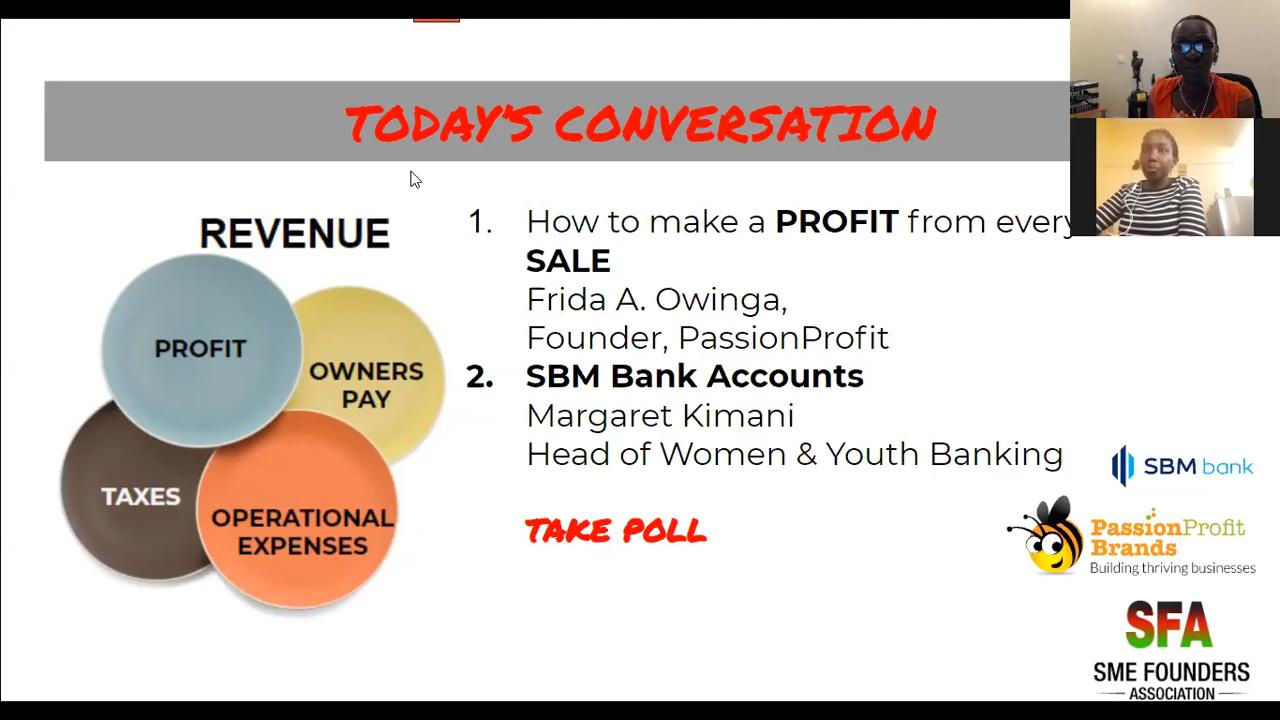 TODAY'S CONVERSATION
REVENUE
PROFIT
OWNERS
PAY
TAXES
OPERATIONAL
EXPENSES
1. How to make a PROFIT from every
SALE
Frida A. Owinga,
Founder, PassionProfit
2. SBM Bank Accounts
Margaret Kimani
Head of Women & Youth Banking
TAKE POLL
SBM bank
PassionProfit
Brands
Building thriving businesses
SFA
SME FOUNDERS
ASSOCIATION